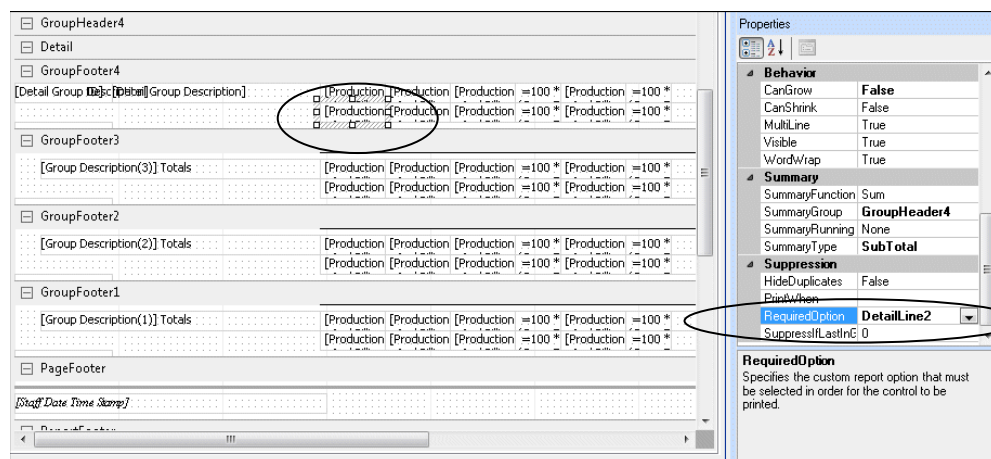 GroupHeader4
Detail
GroupFooter4
[Detail Group Description]
[Production [Production [Production =100 * [Production =100 *
[Production [Production [Production =100 * [Production =100 *
GroupFooter3
[Group Description(3)] Totals [Production [Production [Production =100 * [Production =100 *
[Production [Production [Production =100 * [Production =100 *
GroupFooter2
[Group Description(2)] Totals [Production [Production [Production =100 * [Production =100 *
[Production [Production [Production =100 * [Production =100 *
GroupFooter1
[Group Description(1)] Totals [Production [Production [Production =100 * [Production =100 *
[Production [Production [Production =100 * [Production =100 *
PageFooter
[Staff Date Time Stamp]
Properties
Behavior
CanGrow False
CanShrink False
MultiLine True
Visible True
WordWrap True
Summary
SummaryFunction Sum
SummaryGroup GroupHeader4
SummaryRunning None
SummaryType SubTotal
Suppression
HideDuplicates False
PrintWhen
RequiredOption DetailLine2
SuppressIfLastInG 0
RequiredOption
Specifies the custom report option that must
be selected in order for the control to be
printed.